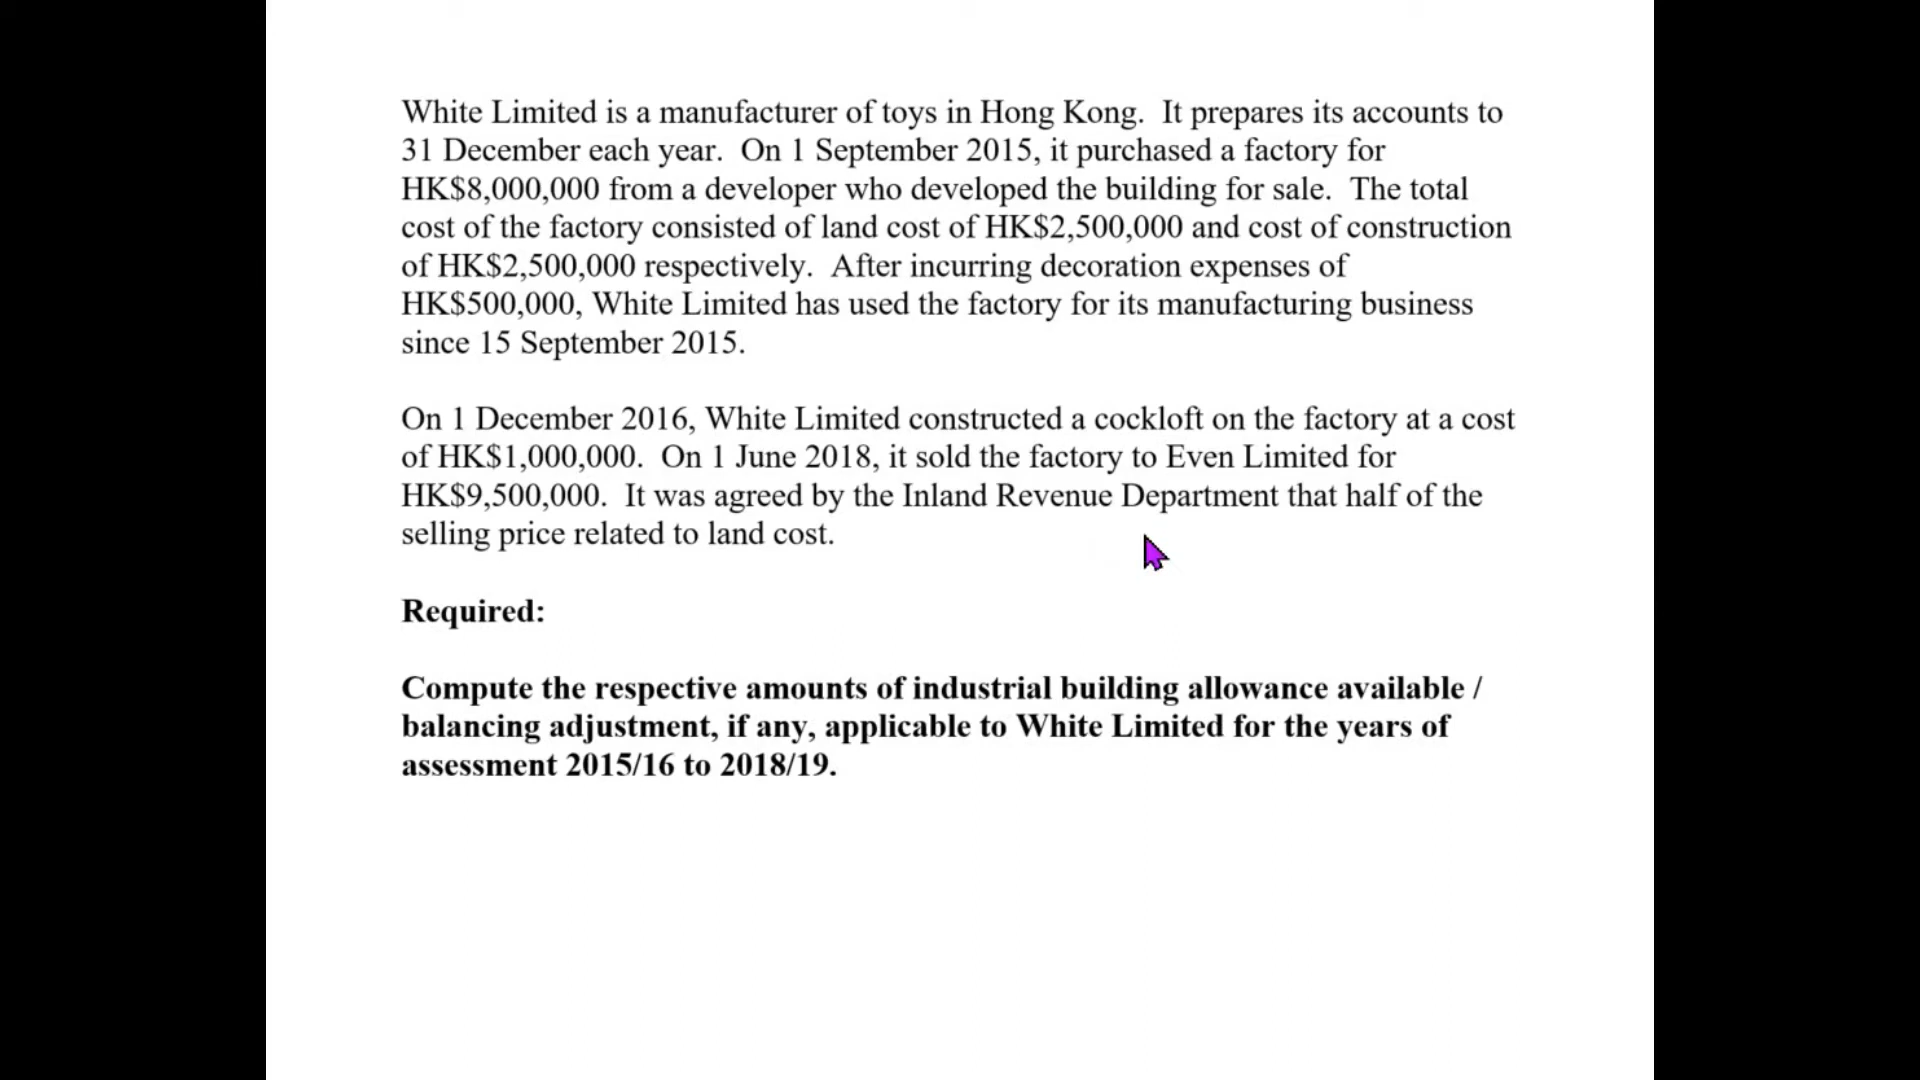 White Limited is a manufacturer of toys in Hong Kong.  It prepares its accounts to
31 December each year.  On 1 September 2015, it purchased a factory for
HK$8,000,000 from a developer who developed the building for sale.  The total
cost of the factory consisted of land cost of HK$2,500,000 and cost of construction
of HK$2,500,000 respectively.  After incurring decoration expenses of
HK$500,000, White Limited has used the factory for its manufacturing business
since 15 September 2015.
On 1 December 2016, White Limited constructed a cockloft on the factory at a cost
of HK$1,000,000.  On 1 June 2018, it sold the factory to Even Limited for
HK$9,500,000.  It was agreed by the Inland Revenue Department that half of the
selling price related to land cost.
Required:
Compute the respective amounts of industrial building allowance available /
balancing adjustment, if any, applicable to White Limited for the years of
assessment 2015/16 to 2018/19.